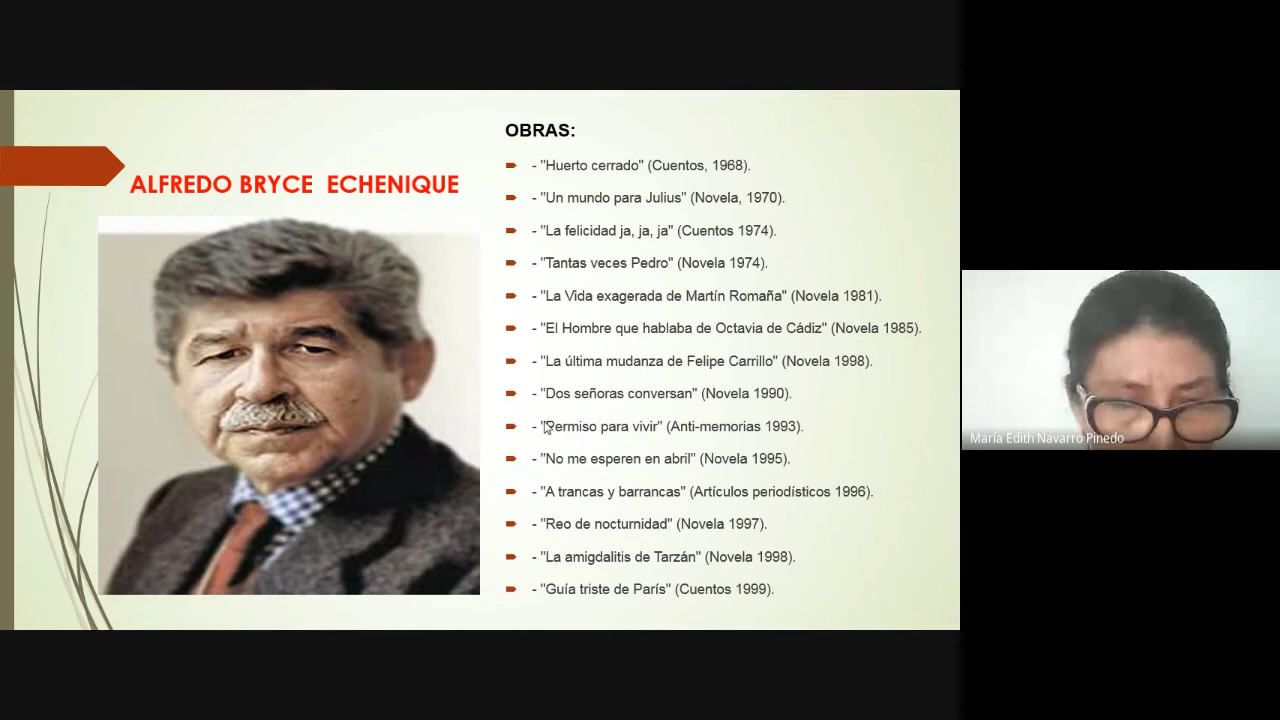 ALFREDO BRYCE ECHENIQUE
OBRAS:
- "Huerto cerrado" (Cuentos, 1968).
- "Un mundo para Julius" (Novela, 1970).
- "La felicidad ja, ja, ja" (Cuentos 1974).
- "Tantas veces Pedro" (Novela 1974).
- "La Vida exagerada de Martín Romaña" (Novela 1981).
- "El Hombre que hablaba de Octavia de Cádiz" (Novela 1985).
- "La última mudanza de Felipe Carrillo" (Novela 1998).
- "Dos señoras conversan" (Novela 1990).
- "Permiso para vivir" (Anti-memorias 1993).
- "No me esperen en abril" (Novela 1995).
- "A trancas y barrancas" (Artículos periodísticos 1996).
- "Reo de nocturnidad" (Novela 1997).
- "La amigdalitis de Tarzán" (Novela 1998).
- "Guía triste de París" (Cuentos 1999).
María Edith Navarro Pinedo